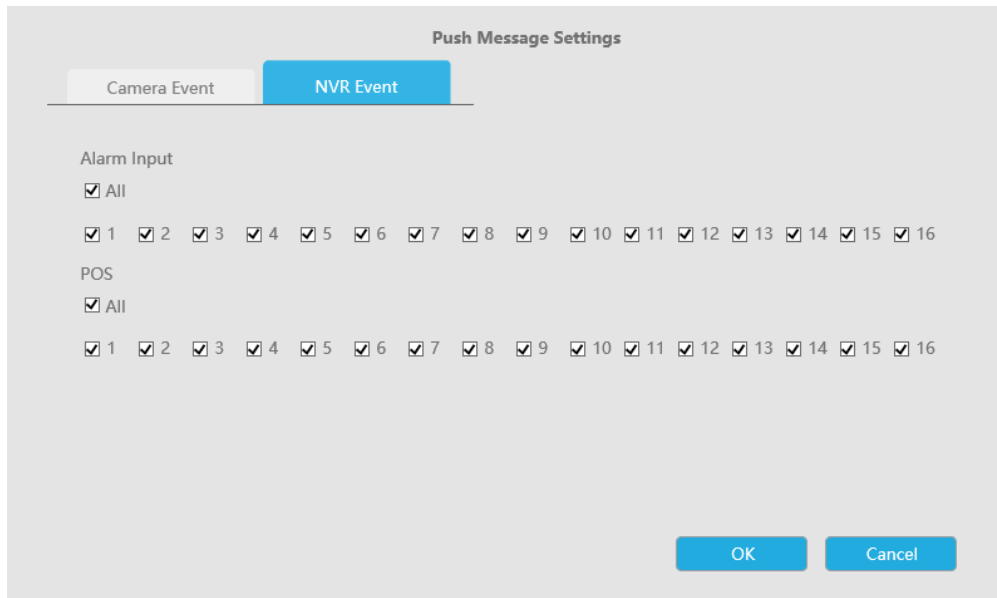 Push Message Settings
Camera Event NVR Event
Alarm Input
All
1 2 3 4 5 6 7 8 9 10 11 12 13 14 15 16
POS
All
1 2 3 4 5 6 7 8 9 10 11 12 13 14 15 16
OK Cancel